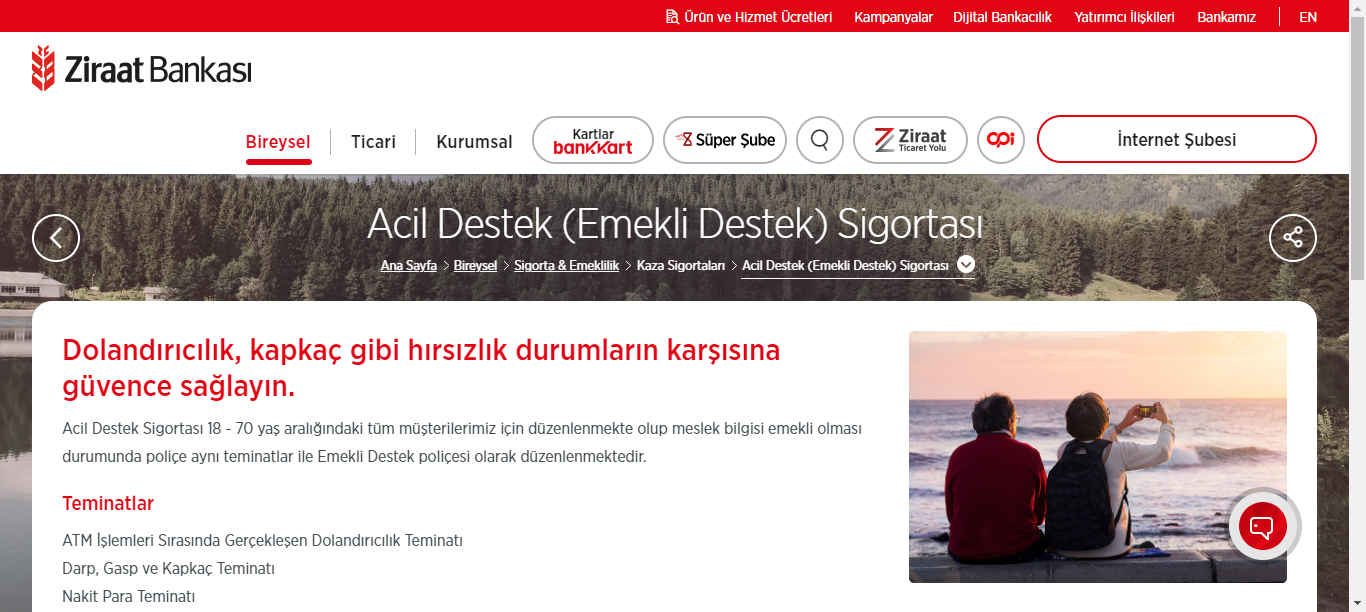 Ürün ve Hizmet Ücretleri Kampanyalar Dijital Bankacılık Yatırımcı İlişkileri Bankamız EN
Ziraat Bankası
Bireysel Ticari Kurumsal
Kartlar
bankkart
Süper Şube
Ziraat
Ticaret Yolu
opi
İnternet Şubesi
Acil Destek (Emekli Destek) Sigortası
Ana Sayfa > Bireysel > Sigorta & Emeklilik > Kaza Sigortaları > Acil Destek (Emekli Destek) Sigortası
Dolandırıcılık, kapkaç gibi hırsızlık durumların karşısına
güvence sağlayın.
Acil Destek Sigortası 18 - 70 yaş aralığındaki tüm müşterilerimiz için düzenlenmekte olup meslek bilgisi emekli olması
durumunda poliçe aynı teminatlar ile Emekli Destek poliçesi olarak düzenlenmektedir.
Teminatlar
ATM İşlemleri Sırasında Gerçekleşen Dolandırıcılık Teminatı
Darp, Gasp ve Kapkaç Teminatı
Nakit Para Teminatı